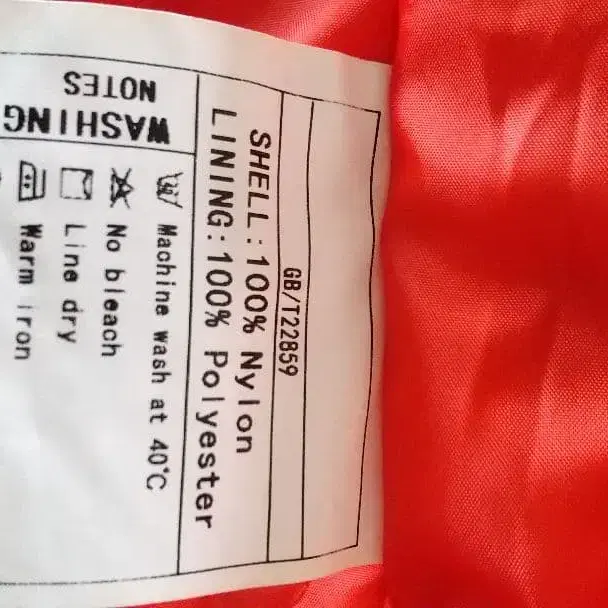 GB/T22859
SHELL:100% Nylon
LINING:100% Polyester
WASHING
NOTES
Machine wash at 40℃
No bleach
Line dry
Warm iron